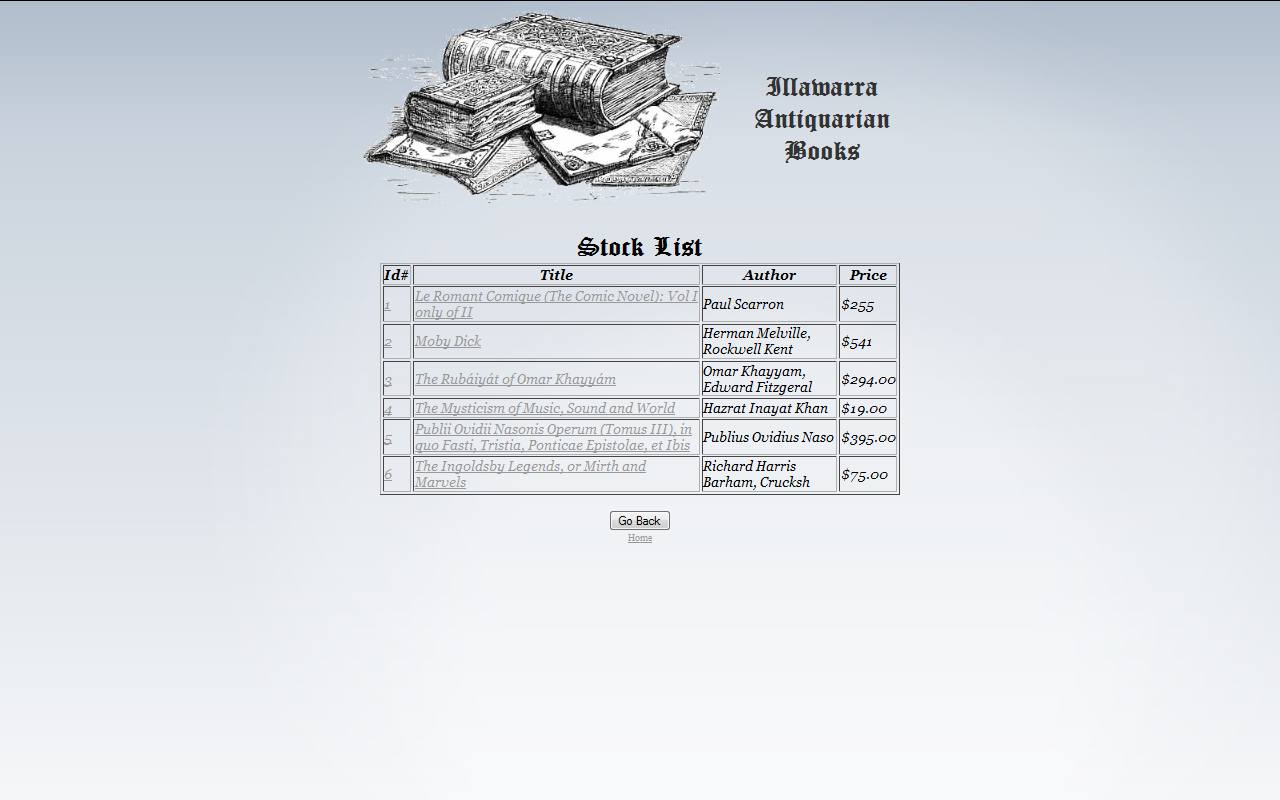 Illawarra
Antiquarian
Books
Stock List
Id# Title Author Price
1 Le Romant Comique (The Comic Novel): Vol I only of II Paul Scarron $255
2 Moby Dick Herman Melville, Rockwell Kent $541
3 The Rubáiyát of Omar Khayyám Omar Khayyam, Edward Fitzgeral $294.00
4 The Mysticism of Music, Sound and World Hazrat Inayat Khan $19.00
5 Publii Ovidii Nasonis Operum (Tomus III), in quo Fasti, Tristia, Ponticae Epistolae, et Ibis Publius Ovidius Naso $395.00
6 The Ingoldsby Legends, or Mirth and Marvels Richard Harris Barham, Crucksh $75.00
Go Back
Home